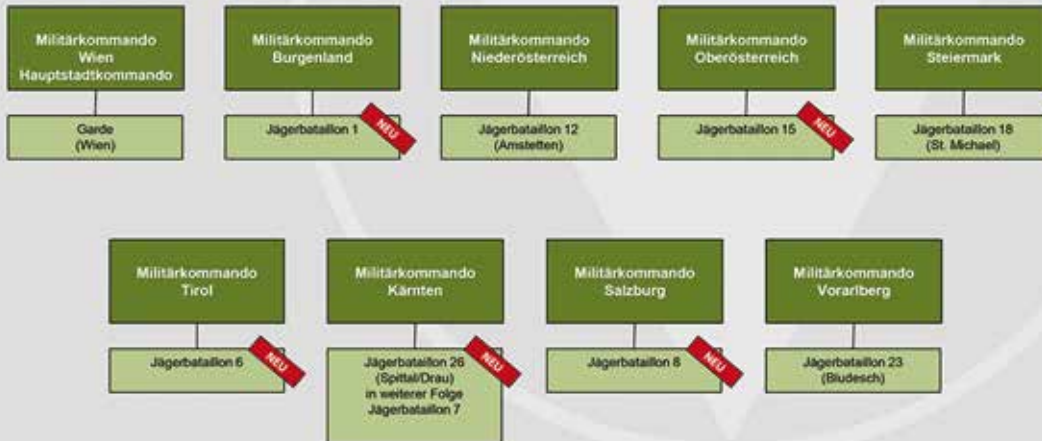 Militärkommando
Wien
Hauptstadtkommando
Garde
(Wien)
Militärkommando
Burgenland
Jägerbataillon 1
NEU
Militärkommando
Niederösterreich
Jägerbataillon 12
(Amstetten)
Militärkommando
Oberösterreich
Jägerbataillon 15
NEU
Militärkommando
Steiermark
Jägerbataillon 18
(St. Michael)
Militärkommando
Tirol
Jägerbataillon 6
NEU
Militärkommando
Kärnten
Jägerbataillon 26
(Spittal/Drau)
in weiterer Folge
Jägerbataillon 7
NEU
Militärkommando
Salzburg
Jägerbataillon 8
NEU
Militärkommando
Vorarlberg
Jägerbataillon 23
(Bludesch)